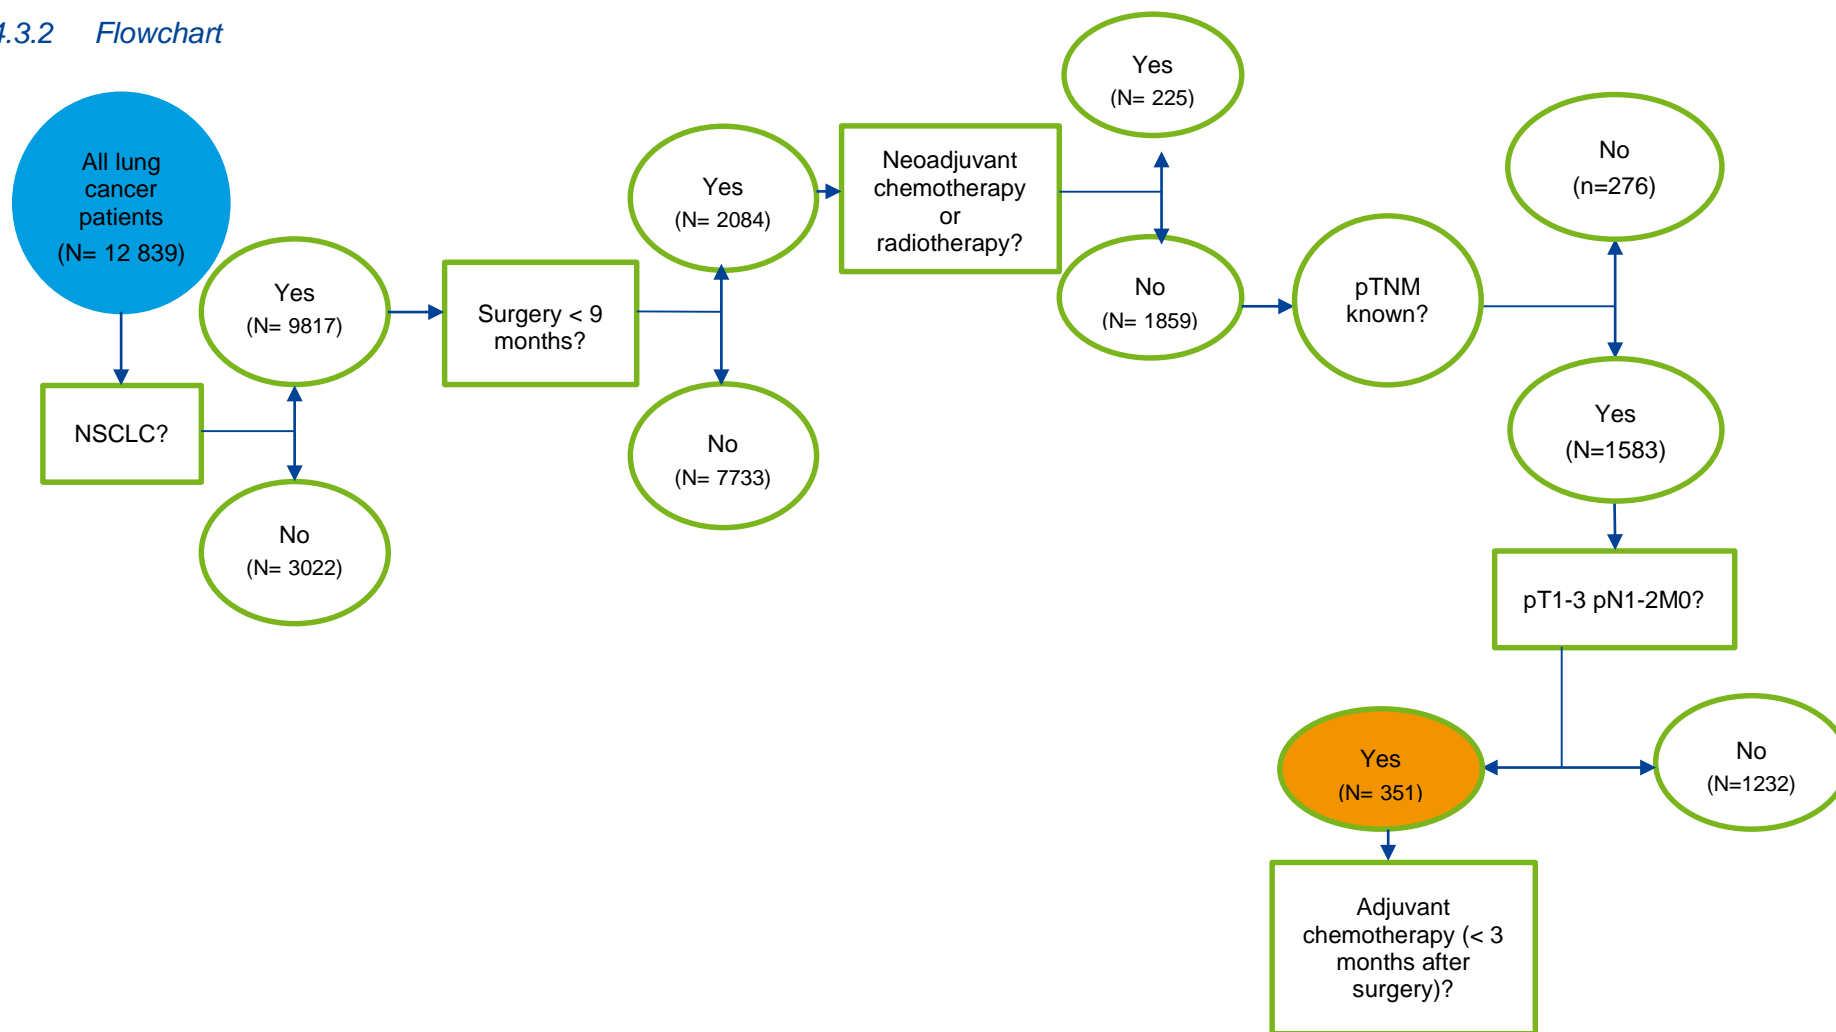 4.3.2 Flowchart
All lung
cancer
patients
(N= 12 839)
NSCLC?
Yes
(N= 9817)
No
(N= 3022)
Surgery < 9
months?
Yes
(N= 2084)
No
(N= 7733)
Neoadjuvant
chemotherapy
or
radiotherapy?
Yes
(N= 225)
No
(N= 1859)
pTNM
known?
No
(n=276)
Yes
(N=1583)
pT1-3 pN1-2M0?
Yes
(N= 351)
No
(N=1232)
Adjuvant
chemotherapy (< 3
months after
surgery)?